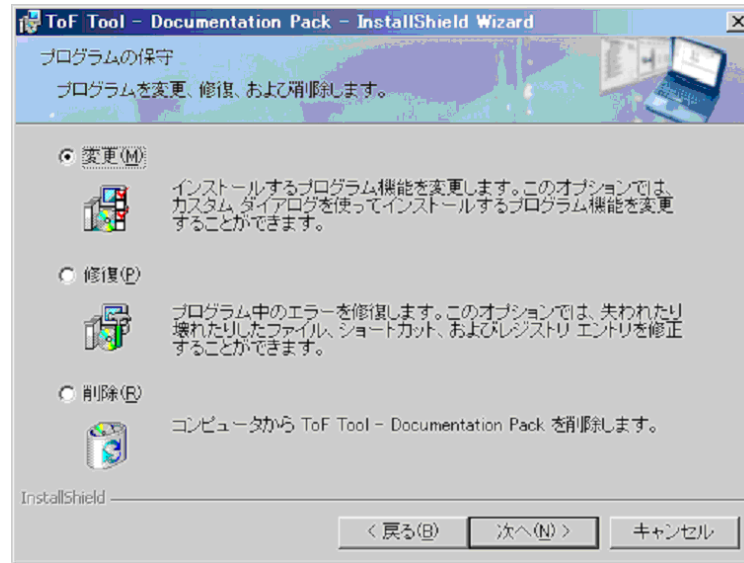 ToF Tool - Documentation Pack - InstallShield Wizard
プログラムの保守
プログラムを変更、修復、および削除します。
変更(M)
インストールするプログラム機能を変更します。このオプションでは、
カスタム ダイアログを使ってインストールするプログラム機能を変更
することができます。
修復(P)
プログラム中のエラーを修復します。このオプションでは、失われたり
壊れたりしたファイル、ショートカット、およびレジストリ エントリを修正
することができます。
削除(R)
コンピュータから ToF Tool - Documentation Pack を削除します。
InstallShield
< 戻る(B)
次へ(N) >
キャンセル